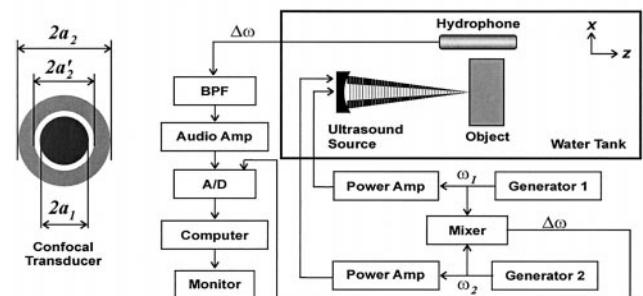 2a₂
2a′₂
2a₁
Confocal
Transducer
Δω
BPF
Audio Amp
A/D
Computer
Monitor
Hydrophone
x
z
Ultrasound
Source
Object
Water Tank
Power Amp
ω₁
Generator 1
Mixer
Δω
Power Amp
ω₂
Generator 2